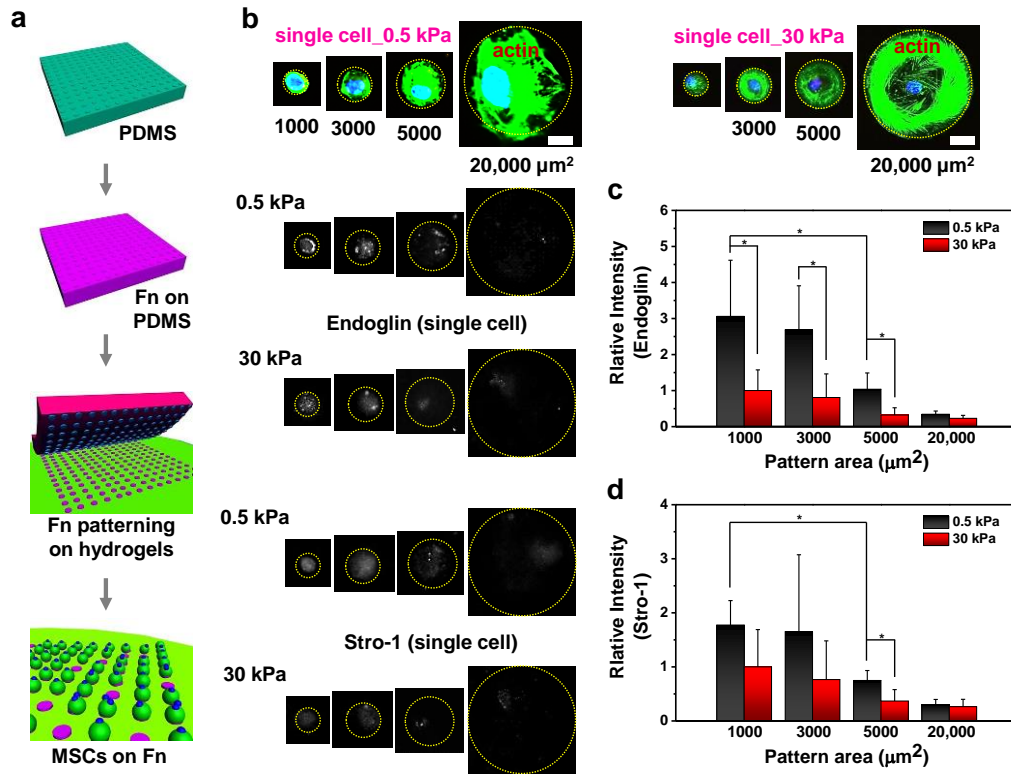 a
PDMS
Fn on
PDMS
Fn patterning
on hydrogels
MSCs on Fn
b
single cell_0.5 kPa
actin
1000
3000
5000
20,000 μm2
single cell_30 kPa
actin
3000
5000
20,000 μm2
0.5 kPa
Endoglin (single cell)
30 kPa
0.5 kPa
Stro-1 (single cell)
30 kPa
c
6
5
4
3
2
1
0
Rlative Intensity
(Endoglin)
0.5 kPa
30 kPa
*
*
*
*
1000
3000
5000
20,000
Pattern area (μm2)
d
4
3
2
1
0
Rlative Intensity
(Stro-1)
0.5 kPa
30 kPa
*
*
1000
3000
5000
20,000
Pattern area (μm2)